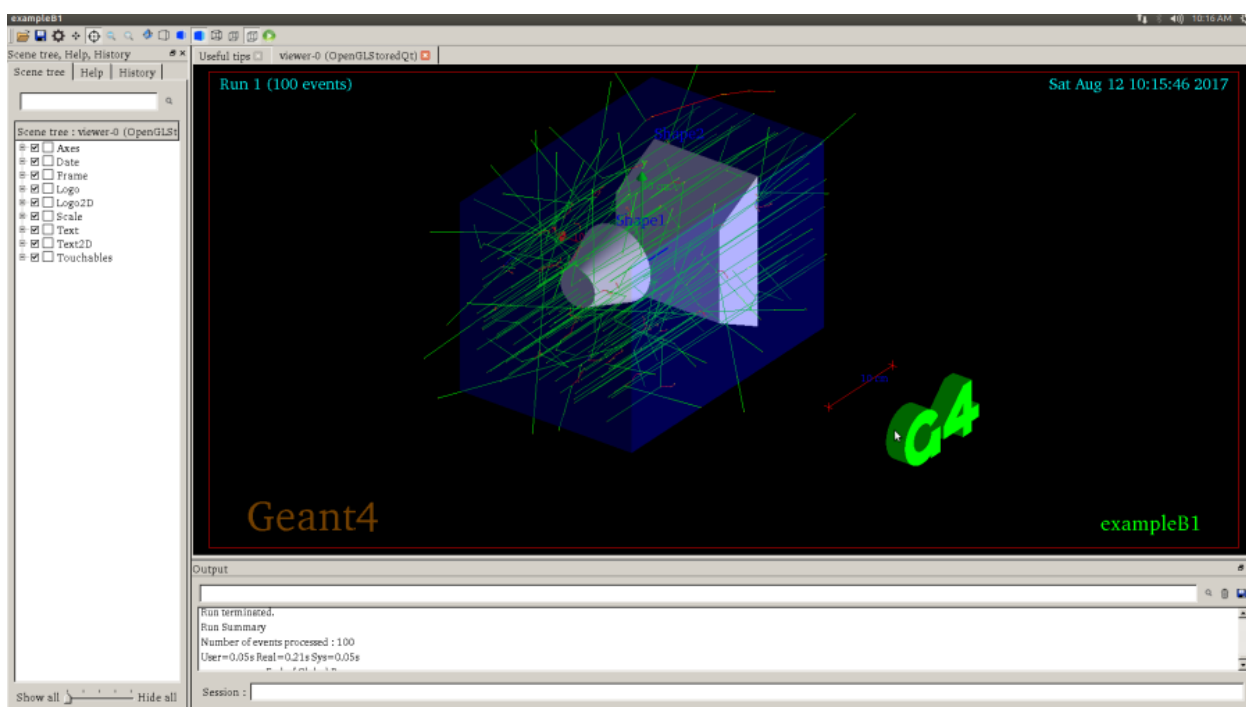 exampleB1
10:16 AM
Scene tree, Help, History
Scene tree Help History
Scene tree : viewer-0 (OpenGLSt
Axes
Date
Frame
Logo
Logo2D
Scale
Text
Text2D
Touchables
Show all Hide all
Useful tips viewer-0 (OpenGLStoredQt)
Run 1 (100 events)
Sat Aug 12 10:15:46 2017
Shape2
Y
Shape1
G4
Geant4
exampleB1
Output
Run terminated.
Run Summary
Number of events processed : 100
User=0.05s Real=0.21s Sys=0.05s
Session :